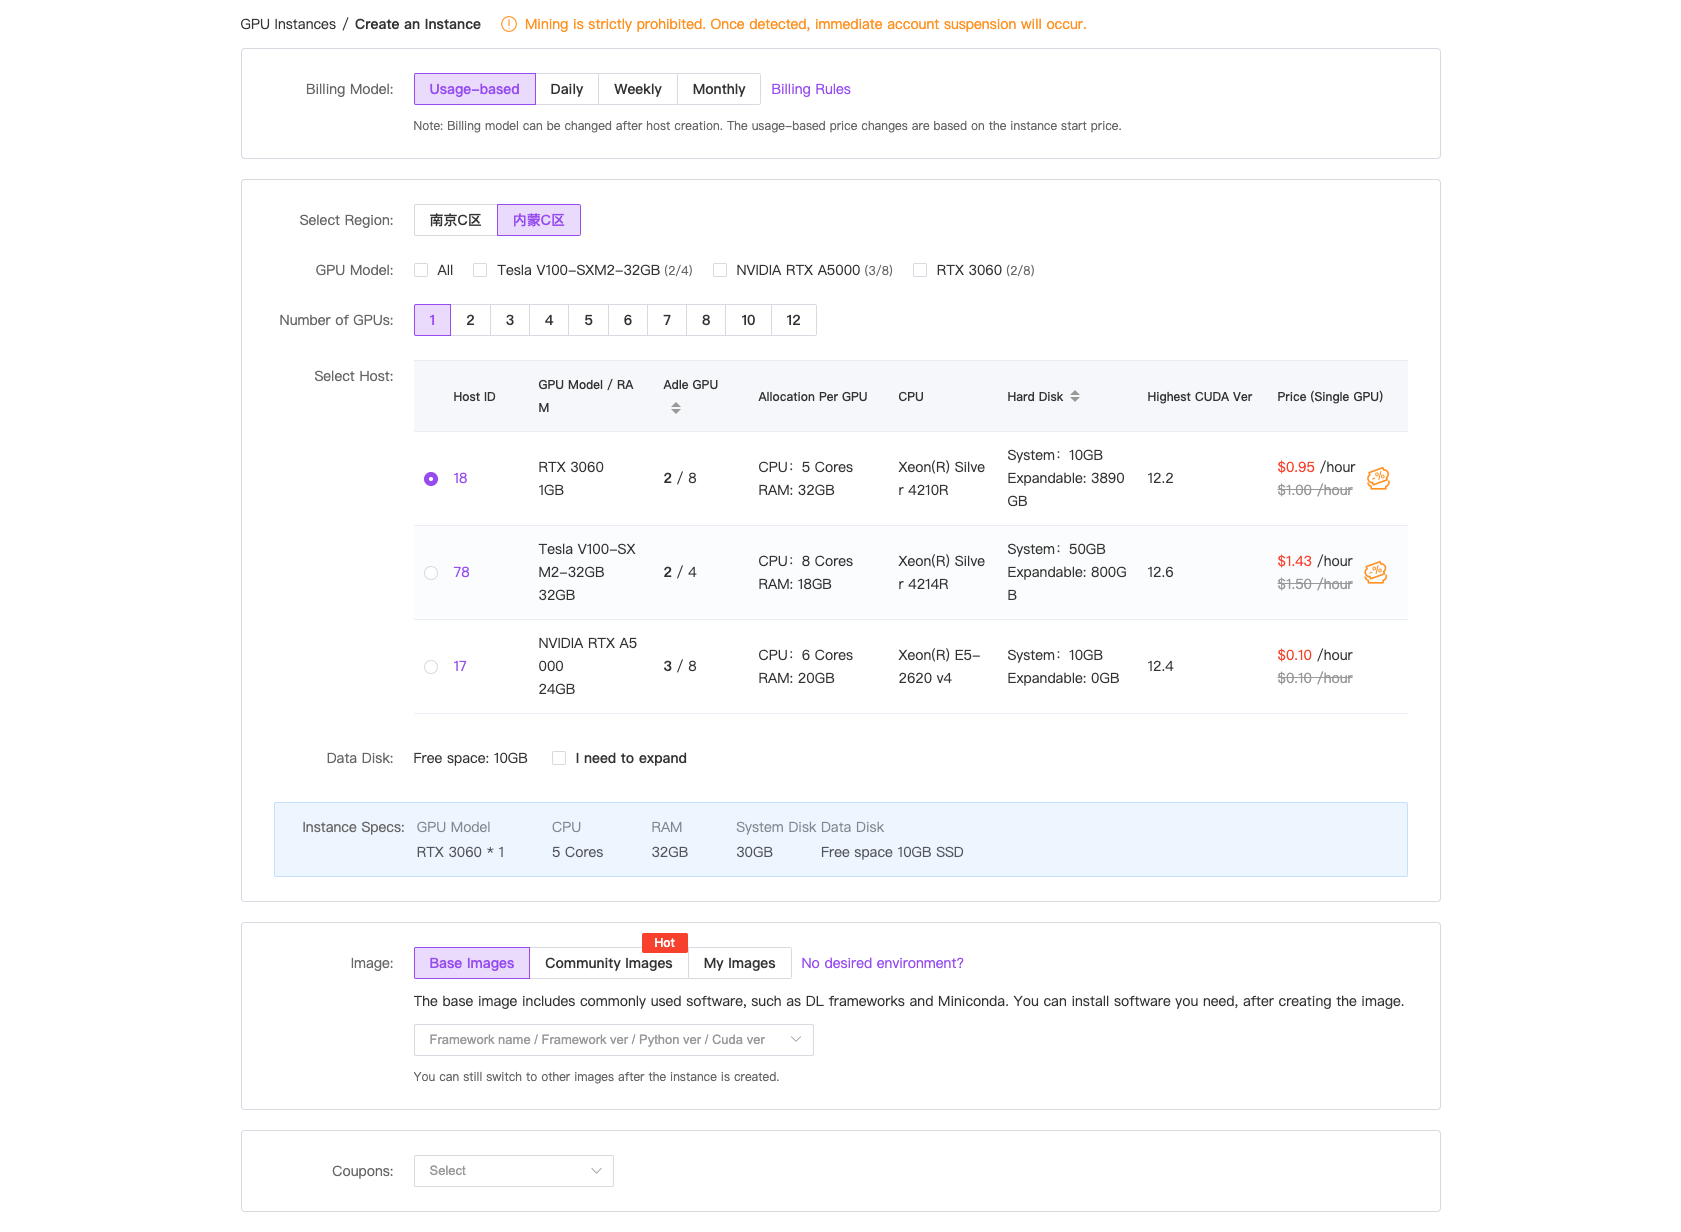 GPU Instances / Create an Instance Mining is strictly prohibited. Once detected, immediate account suspension will occur.
Billing Model: Usage-based Daily Weekly Monthly Billing Rules
Note: Billing model can be changed after host creation. The usage-based price changes are based on the instance start price.
Select Region: 南京C区 内蒙C区
GPU Model: All Tesla V100-SXM2-32GB (2/4) NVIDIA RTX A5000 (3/8) RTX 3060 (2/8)
Number of GPUs: 1 2 3 4 5 6 7 8 10 12
Select Host:
Host ID
GPU Model / RA
M
Adle GPU
Allocation Per GPU
CPU
Hard Disk
Highest CUDA Ver
Price (Single GPU)
18
RTX 3060
1GB
2 / 8
CPU：5 Cores
RAM: 32GB
Xeon(R) Silve
r 4210R
System：10GB
Expandable: 3890
GB
12.2
$0.95 /hour
$1.00 /hour
78
Tesla V100-SX
M2-32GB
32GB
2 / 4
CPU：8 Cores
RAM: 18GB
Xeon(R) Silve
r 4214R
System：50GB
Expandable: 800G
B
12.6
$1.43 /hour
$1.50 /hour
17
NVIDIA RTX A5
000
24GB
3 / 8
CPU：6 Cores
RAM: 20GB
Xeon(R) E5-
2620 v4
System：10GB
Expandable: 0GB
12.4
$0.10 /hour
$0.10 /hour
Data Disk: Free space: 10GB I need to expand
Instance Specs: GPU Model CPU RAM System Disk Data Disk
RTX 3060 * 1 5 Cores 32GB 30GB Free space 10GB SSD
Hot
Image: Base Images Community Images My Images No desired environment?
The base image includes commonly used software, such as DL frameworks and Miniconda. You can install software you need, after creating the image.
Framework name / Framework ver / Python ver / Cuda ver
You can still switch to other images after the instance is created.
Coupons: Select